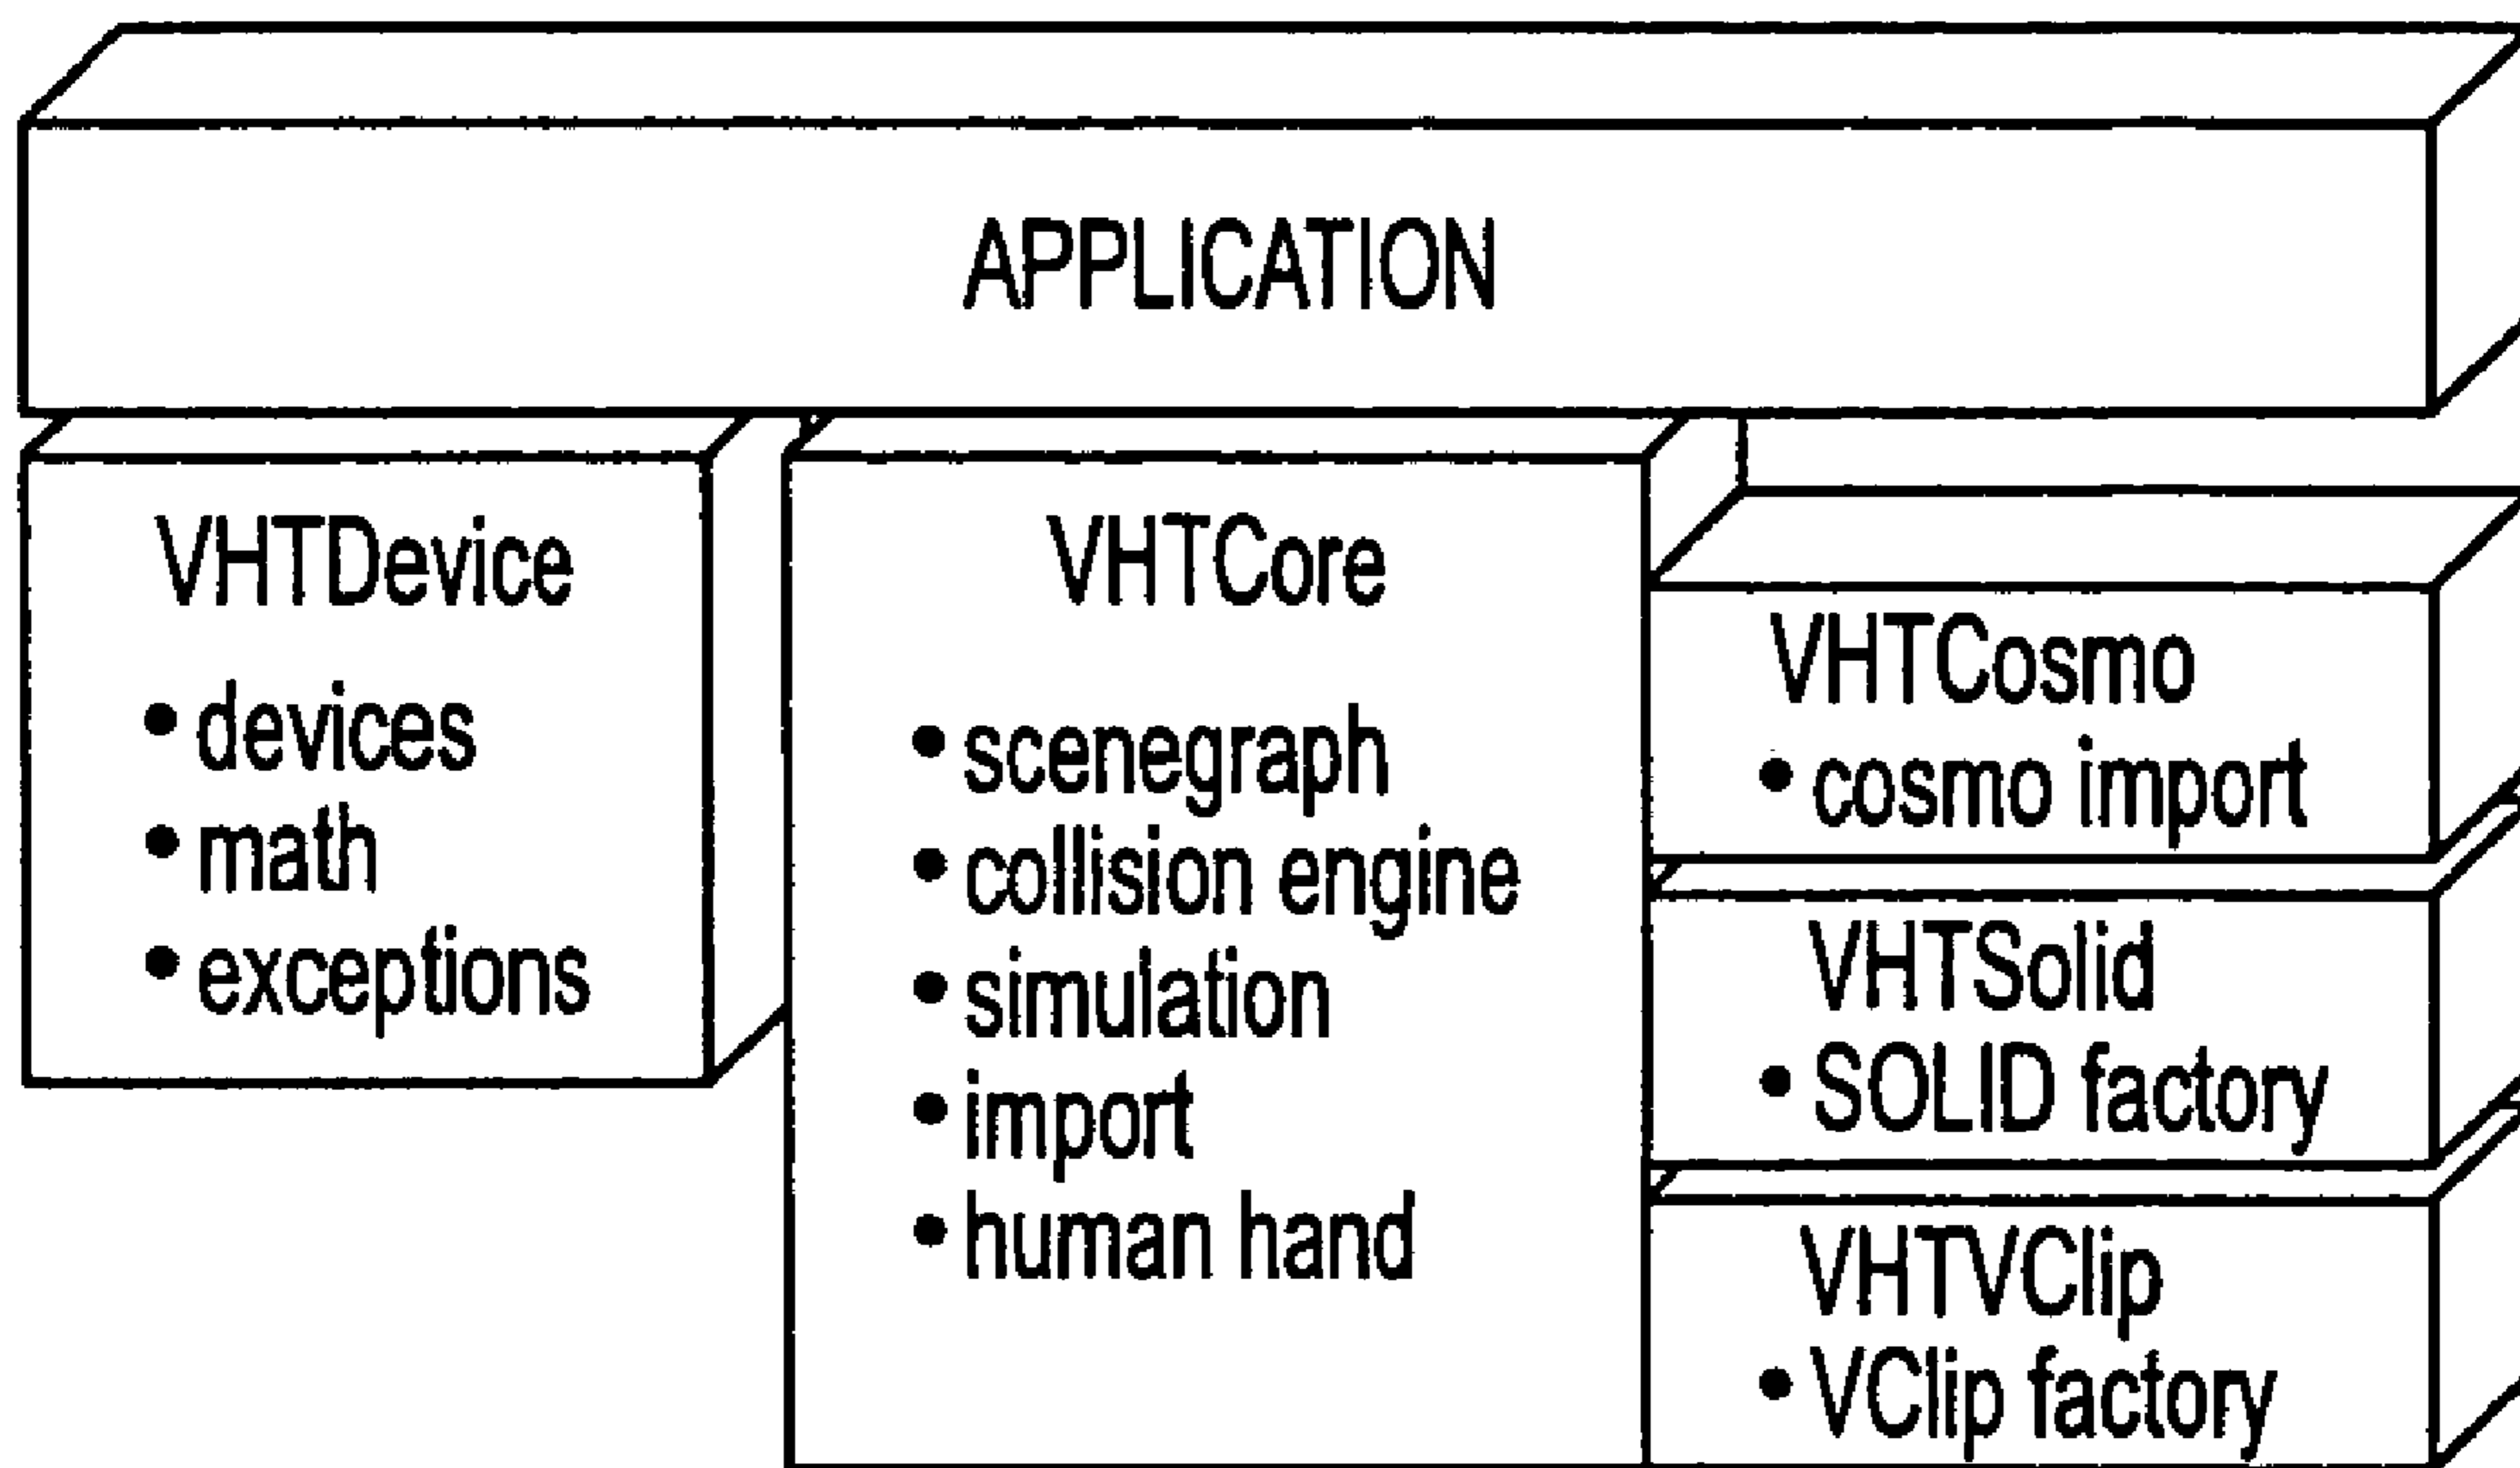 APPLICATION
VHTDevice
• devices
• math
• exceptions
VHTCore
• scenegraph
• collision engine
• simulation
• import
• human hand
VHTCosmo
• cosmo import
VHTSolid
• SOLID factory
VHTVClip
• VClip factory